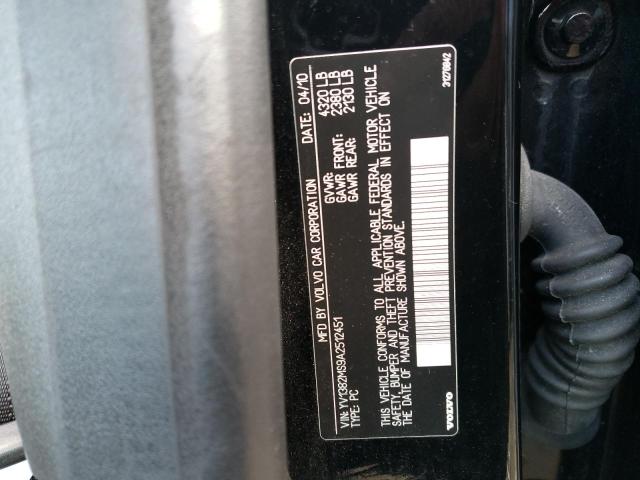 MFD BY VOLVO CAR CORPORATION DATE: 04/10
GVWR: 4320 LB
GAWR FRONT: 2380 LB
GAWR REAR: 2130 LB
VIN: YV1382MS9A2512451
TYPE: PC
THIS VEHICLE CONFORMS TO ALL APPLICABLE FEDERAL MOTOR VEHICLE
SAFETY, BUMPER AND THEFT PREVENTION STANDARDS IN EFFECT ON
THE DATE OF MANUFACTURE SHOWN ABOVE.
VOLVO 31276842